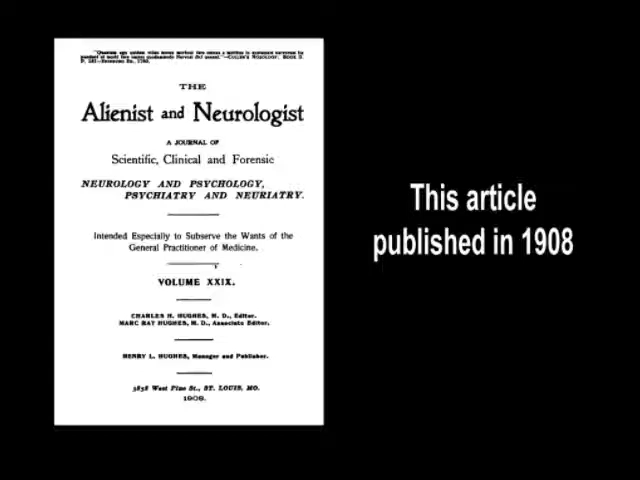 THE
Alienist and Neurologist
A JOURNAL OF
Scientific, Clinical and Forensic
NEUROLOGY AND PSYCHOLOGY,
PSYCHIATRY AND NEURIATRY.
Intended Especially to Subserve the Wants of the
General Practitioner of Medicine.
VOLUME XXIX.
CHARLES H. HUGHES, M. D., Editor.
MARC RAY HUGHES, M. D., Associate Editor.
HENRY L. HUGHES, Manager and Publisher.
3858 West Pine St., ST. LOUIS, MO.
1908.
This article
published in 1908